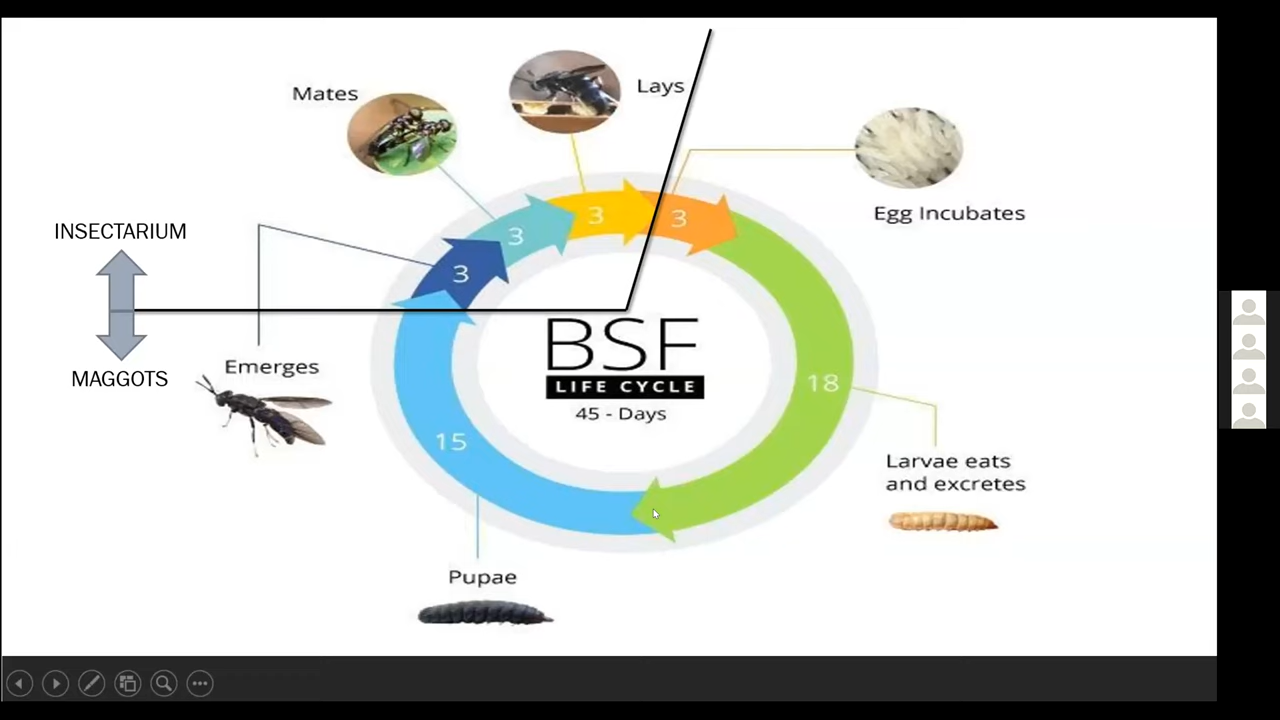 Mates
Lays
3
3
3
3
Egg Incubates
INSECTARIUM
MAGGOTS
Emerges
BSF
LIFE CYCLE
45 - Days
18
15
Larvae eats
and excretes
Pupae